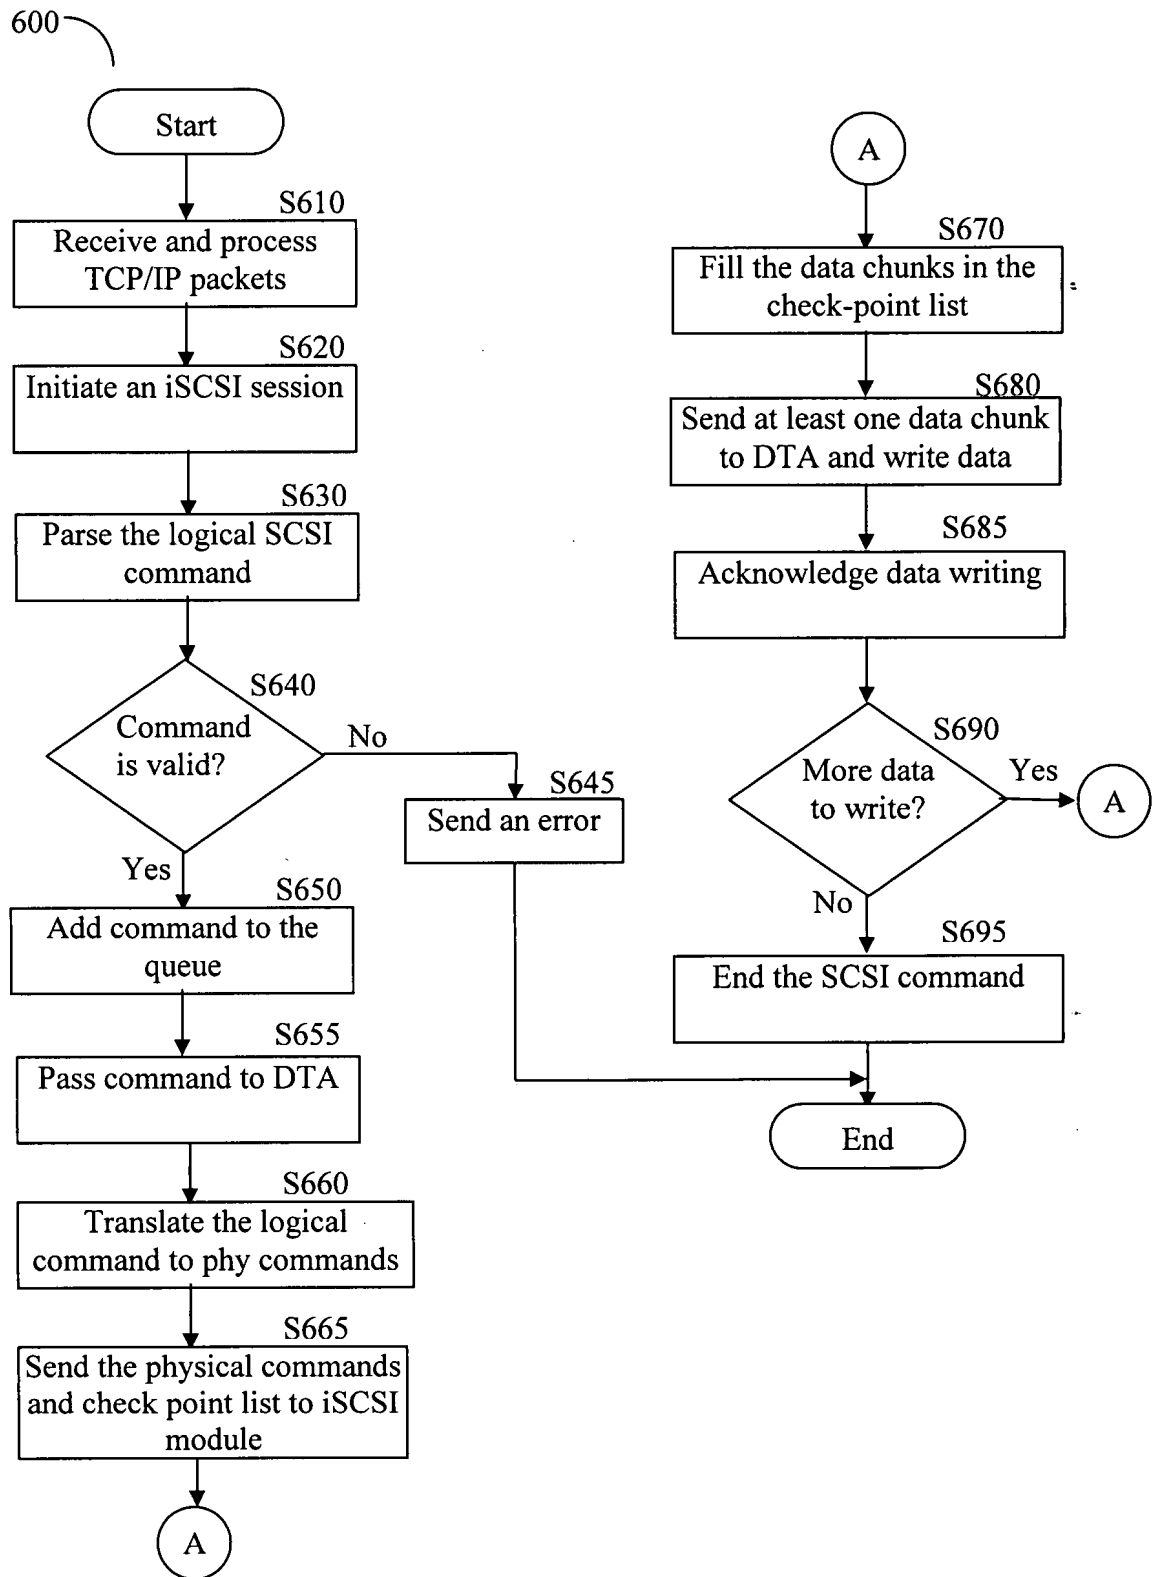 600
Start
S610
Receive and process
TCP/IP packets
S620
Initiate an iSCSI session
S630
Parse the logical SCSI
command
S640
Command
is valid?
No
S645
Send an error
Yes
S650
Add command to the
queue
S655
Pass command to DTA
S660
Translate the logical
command to phy commands
S665
Send the physical commands
and check point list to iSCSI
module
A
A
S670
Fill the data chunks in the
check-point list
S680
Send at least one data chunk
to DTA and write data
S685
Acknowledge data writing
S690
More data
to write?
Yes
A
No
S695
End the SCSI command
End